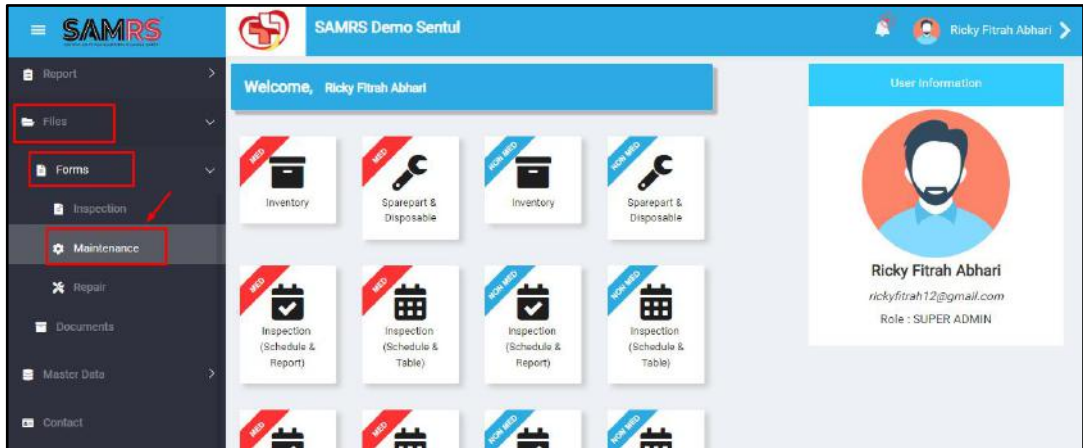 SAMRS
SAMRS Demo Sentul
Ricky Fitrah Abhari
Report
Files
Forms
Inspection
Maintenance
Repair
Documents
Master Data
Contact
Welcome, Ricky Fitrah Abhari
MED
Inventory
MED
Sparepart &
Disposable
NON MED
Inventory
NON MED
Sparepart &
Disposable
MED
Inspection
(Schedule &
Report)
MED
Inspection
(Schedule &
Table)
NON MED
Inspection
(Schedule &
Report)
NON MED
Inspection
(Schedule &
Table)
MED
MED
NON MED
NON MED
User Information
Ricky Fitrah Abhari
rickyfitrah12@gmail.com
Role : SUPER ADMIN